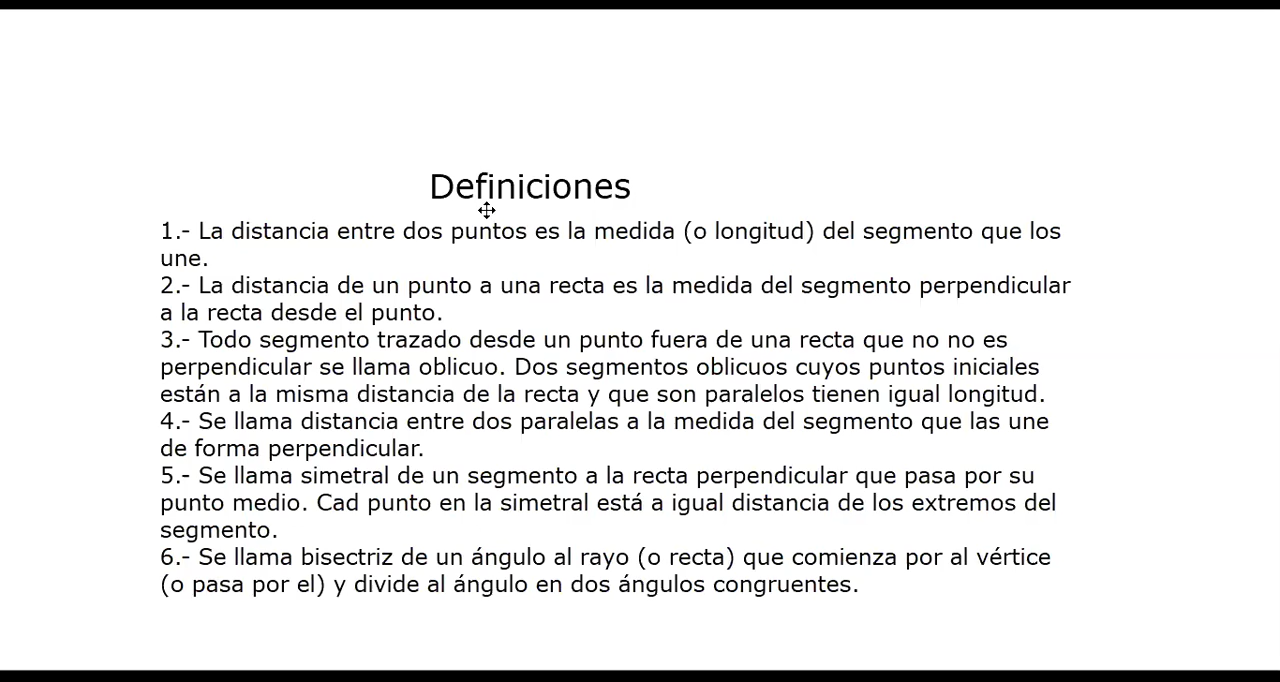 Definiciones
1.- La distancia entre dos puntos es la medida (o longitud) del segmento que los
une.
2.- La distancia de un punto a una recta es la medida del segmento perpendicular
a la recta desde el punto.
3.- Todo segmento trazado desde un punto fuera de una recta que no no es
perpendicular se llama oblicuo. Dos segmentos oblicuos cuyos puntos iniciales
están a la misma distancia de la recta y que son paralelos tienen igual longitud.
4.- Se llama distancia entre dos paralelas a la medida del segmento que las une
de forma perpendicular.
5.- Se llama simetral de un segmento a la recta perpendicular que pasa por su
punto medio. Cad punto en la simetral está a igual distancia de los extremos del
segmento.
6.- Se llama bisectriz de un ángulo al rayo (o recta) que comienza por al vértice
(o pasa por el) y divide al ángulo en dos ángulos congruentes.